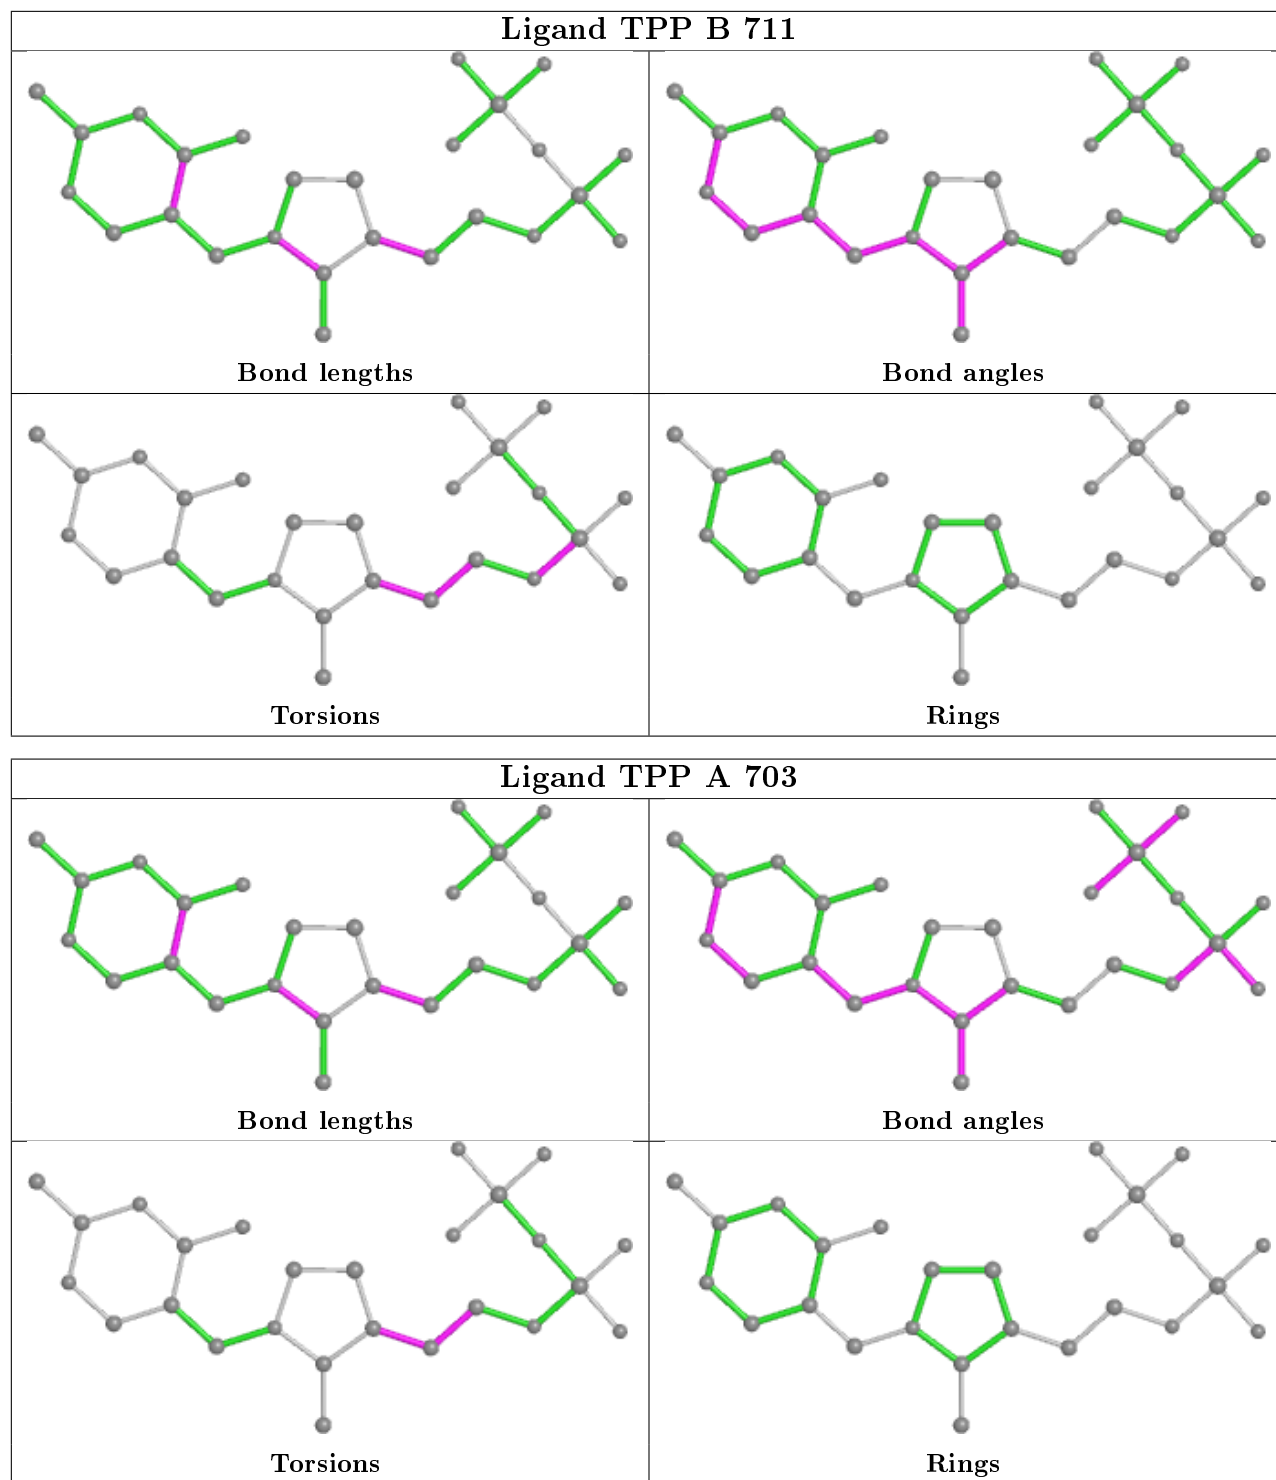 Ligand TPP B 711
Bond lengths
Bond angles
Torsions
Rings
Ligand TPP A 703
Bond lengths
Bond angles
Torsions
Rings